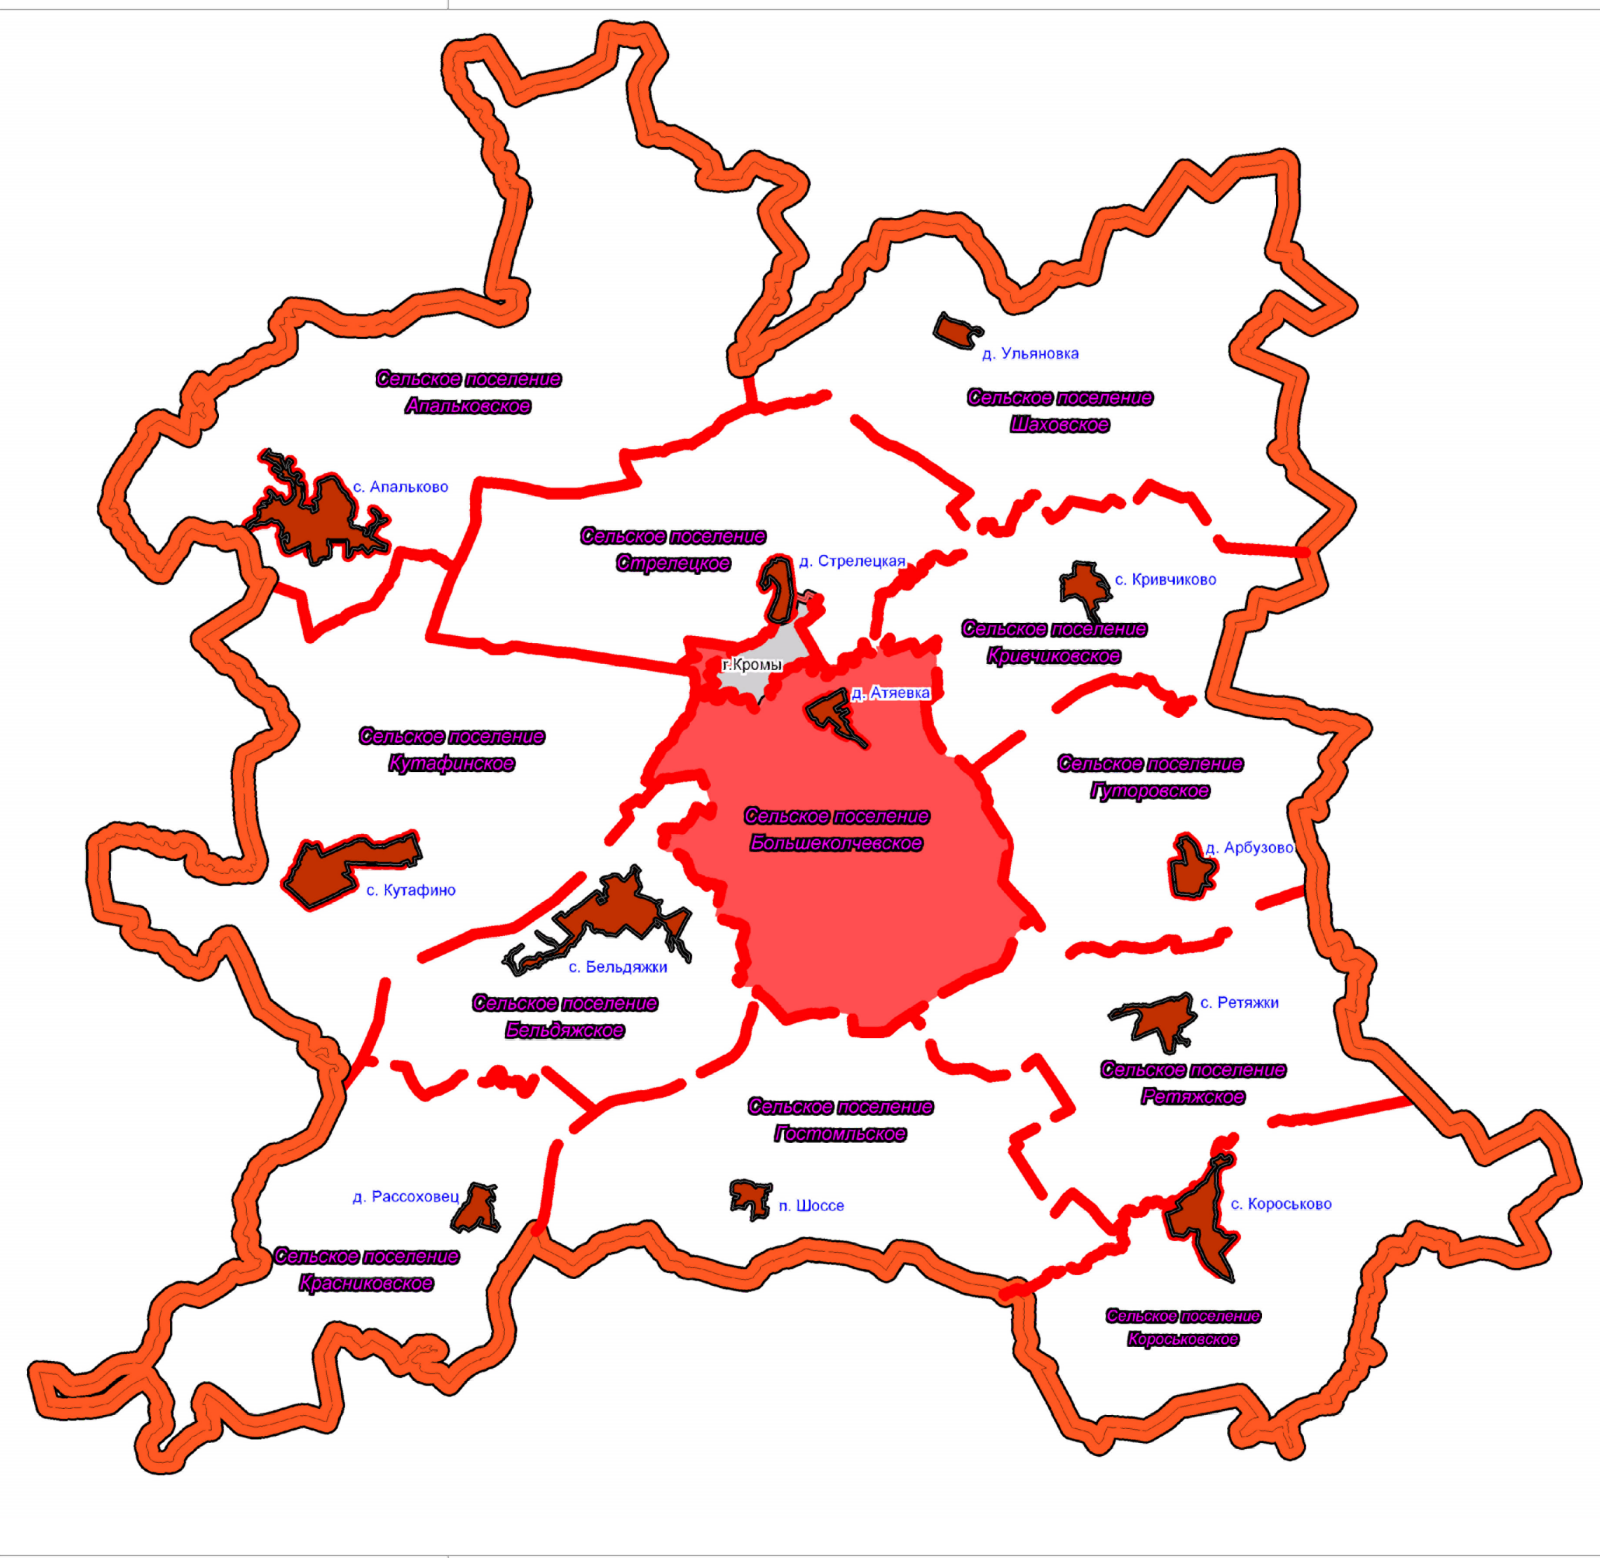 д. Ульяновка
Сельское поселение
Апальковское
Сельское поселение
Шаховское
с. Апальково
Сельское поселение
Стрелецкое
д. Стрелецкая
с. Кривчиково
Сельское поселение
Кривчиковское
г.Кромы
д. Атяевка
Сельское поселение
Кутафинское
Сельское поселение
Гуторовское
Сельское поселение
Большеколчевское
д. Арбузово
с. Кутафино
с. Бельдяжки
Сельское поселение
Бельдяжское
с. Ретяжки
Сельское поселение
Ретяжское
Сельское поселение
Гостомльское
д. Рассоховец
п. Шоссе
с. Короськово
Сельское поселение
Красниковское
Сельское поселение
Короськовское